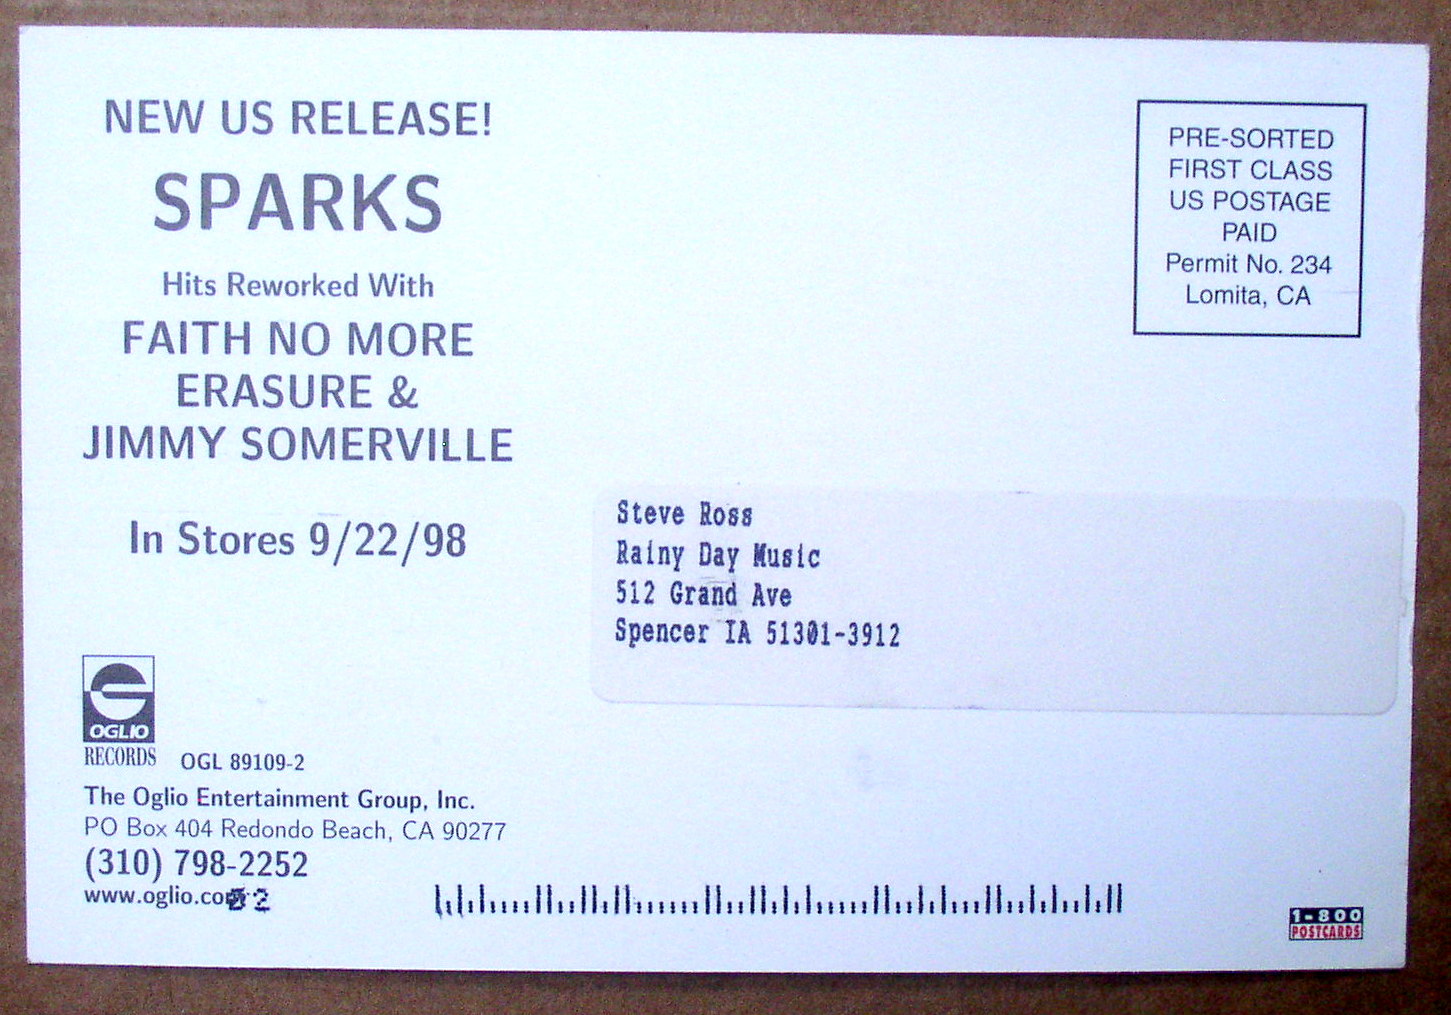 NEW US RELEASE!
SPARKS
Hits Reworked With
FAITH NO MORE
ERASURE &
JIMMY SOMERVILLE
In Stores 9/22/98
PRE-SORTED
FIRST CLASS
US POSTAGE
PAID
Permit No. 234
Lomita, CA
Steve Ross
Rainy Day Music
512 Grand Ave
Spencer IA 51301-3912
OGLIO
RECORDS OGL 89109-2
The Oglio Entertainment Group, Inc.
PO Box 404 Redondo Beach, CA 90277
(310) 798-2252
www.oglio.co
1-800
POSTCARDS